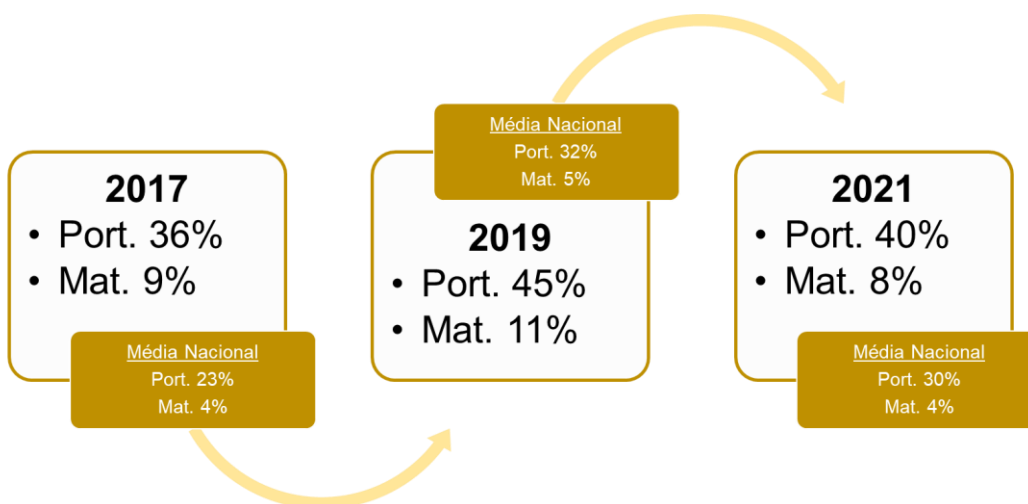 2017
• Port. 36%
• Mat. 9%
Média Nacional
Port. 23%
Mat. 4%
Média Nacional
Port. 32%
Mat. 5%
2019
• Port. 45%
• Mat. 11%
2021
• Port. 40%
• Mat. 8%
Média Nacional
Port. 30%
Mat. 4%